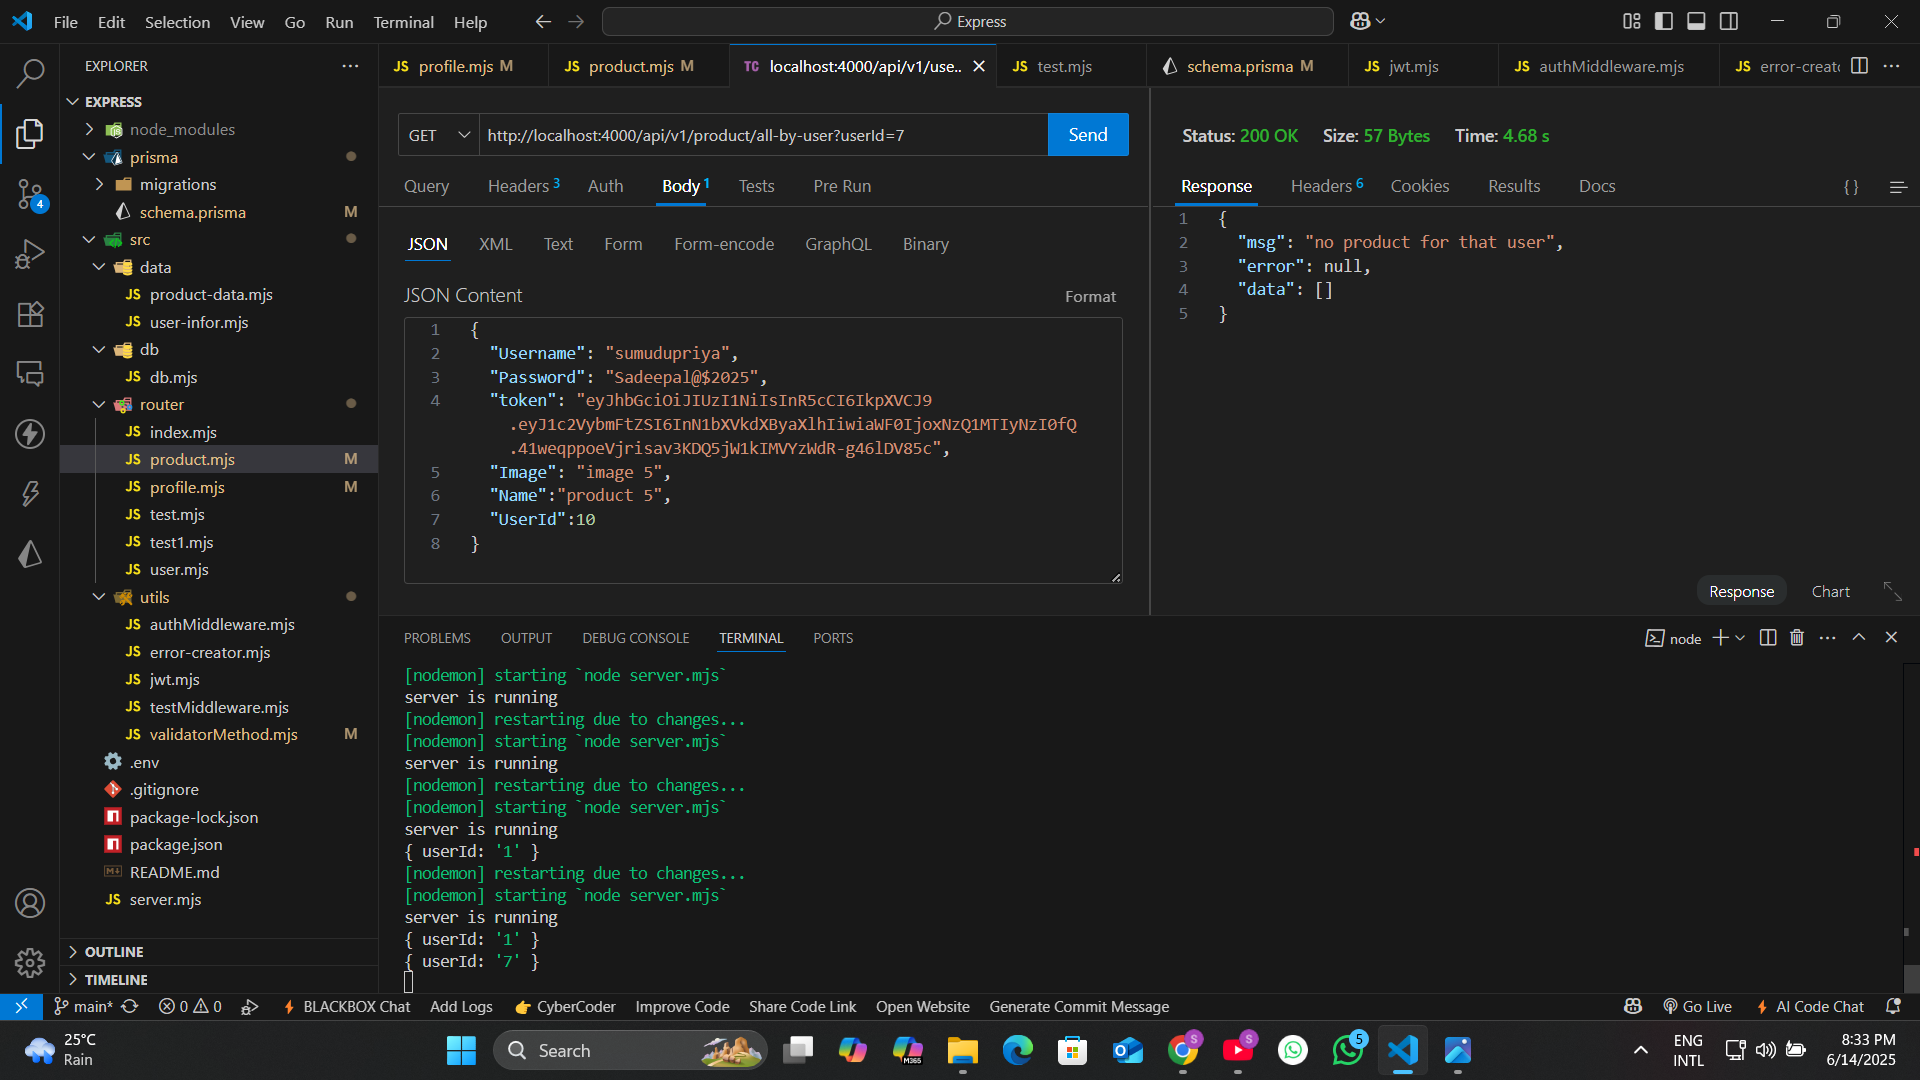 File Edit Selection View Go Run Terminal Help
Express
EXPLORER
EXPRESS
node_modules
prisma
migrations
schema.prisma M
src
data
JS product-data.mjs
JS user-infor.mjs
db
JS db.mjs
router
JS index.mjs
JS product.mjs M
JS profile.mjs M
JS test.mjs
JS test1.mjs
JS user.mjs
utils
JS authMiddleware.mjs
JS error-creator.mjs
JS jwt.mjs
JS testMiddleware.mjs
JS validatorMethod.mjs M
.env
.gitignore
package-lock.json
package.json
README.md
JS server.mjs
OUTLINE
TIMELINE
4
JS profile.mjs M
JS product.mjs M
TC localhost:4000/api/v1/use..
JS test.mjs
schema.prisma M
JS jwt.mjs
JS authMiddleware.mjs
JS error-creato
GET http://localhost:4000/api/v1/product/all-by-user?userId=7 Send
Query Headers 3 Auth Body 1 Tests Pre Run
JSON XML Text Form Form-encode GraphQL Binary
JSON Content Format
1 {
2 "Username": "sumudupriya",
3 "Password": "Sadeepal@$2025",
4 "token": "eyJhbGciOiJIUzI1NiIsInR5cCI6IkpXVCJ9
.eyJ1c2VybmFtZSI6InN1bXVkdXByaXlhIiwiaWF0IjoxNzQ1MTIyNzI0fQ
.41weqppoeVjrisav3KDQ5jW1kIMVYzWdR-g46lDV85c",
5 "Image": "image 5",
6 "Name":"product 5",
7 "UserId":10
8 }
Status: 200 OK Size: 57 Bytes Time: 4.68 s
Response Headers 6 Cookies Results Docs { }
1 {
2 "msg": "no product for that user",
3 "error": null,
4 "data": []
5 }
Response Chart
PROBLEMS OUTPUT DEBUG CONSOLE TERMINAL PORTS
node
[nodemon] starting `node server.mjs`
server is running
[nodemon] restarting due to changes...
[nodemon] starting `node server.mjs`
server is running
[nodemon] restarting due to changes...
[nodemon] starting `node server.mjs`
server is running
{ userId: '1' }
[nodemon] restarting due to changes...
[nodemon] starting `node server.mjs`
server is running
{ userId: '1' }
{ userId: '7' }
main* 0 0 BLACKBOX Chat Add Logs CyberCoder Improve Code Share Code Link Open Website Generate Commit Message Go Live AI Code Chat
25°C
Rain
Search
M365
S
S
5
ENG
INTL
8:33 PM
6/14/2025